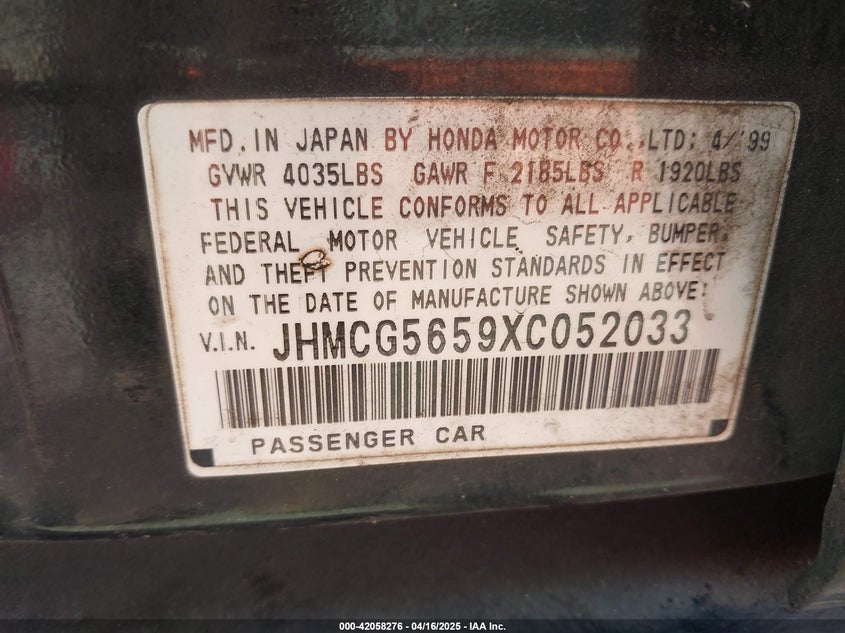 MFD.IN JAPAN BY HONDA MOTOR CO.,LTD: 4/'99
GVWR 4035LBS GAWR F 2185LBS R 1920LBS
THIS VEHICLE CONFORMS TO ALL APPLICABLE
FEDERAL MOTOR VEHICLE SAFETY, BUMPER,
AND THEFT PREVENTION STANDARDS IN EFFECT
ON THE DATE OF MANUFACTURE SHOWN ABOVE:
V.I.N. JHMCG5659XC052033
PASSENGER CAR
000-42058276 - 04/16/2025 - IAA Inc.